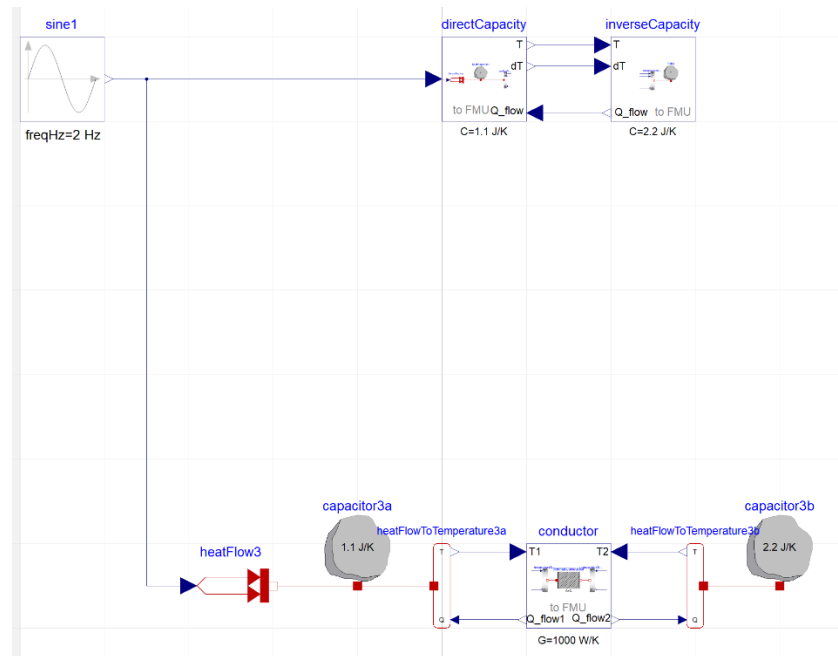 sine1
directCapacity
inverseCapacity
T
T
dT
dT
to FMU
Q_flow
Q_flow
to FMU
freqHz=2 Hz
C=1.1 J/K
C=2.2 J/K
capacitor3a
capacitor3b
heatFlowToTemperature3a
conductor
heatFlowToTemperature3b
heatFlow3
1.1 J/K
T
T1
T2
T
2.2 J/K
to FMU
Q
Q_flow1
Q_flow2
Q
G=1000 W/K